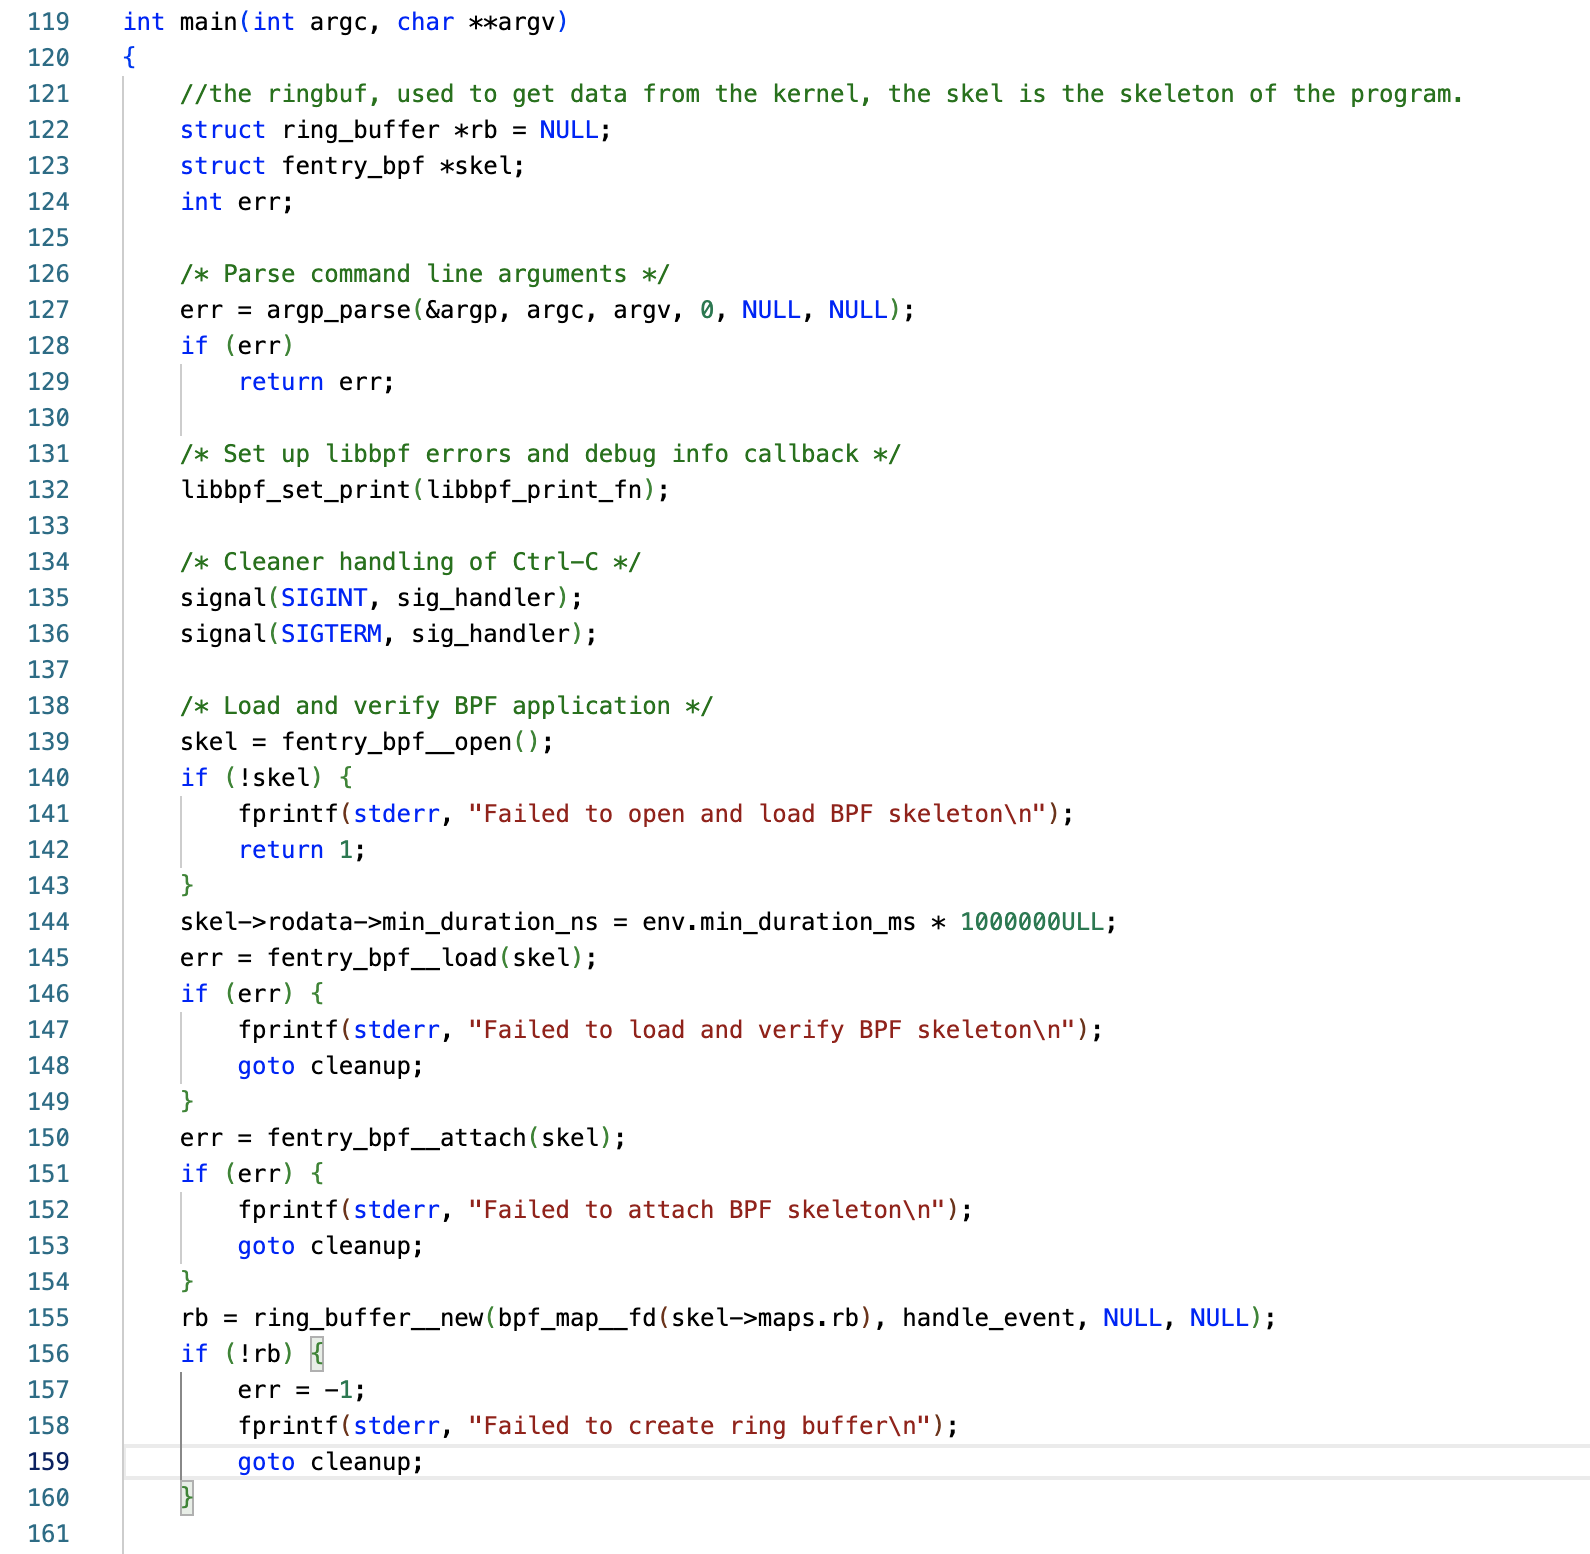 119 int main(int argc, char **argv)
120 {
121     //the ringbuf, used to get data from the kernel, the skel is the skeleton of the program.
122     struct ring_buffer *rb = NULL;
123     struct fentry_bpf *skel;
124     int err;
125
126     /* Parse command line arguments */
127     err = argp_parse(&argp, argc, argv, 0, NULL, NULL);
128     if (err)
129         return err;
130
131     /* Set up libbpf errors and debug info callback */
132     libbpf_set_print(libbpf_print_fn);
133
134     /* Cleaner handling of Ctrl-C */
135     signal(SIGINT, sig_handler);
136     signal(SIGTERM, sig_handler);
137
138     /* Load and verify BPF application */
139     skel = fentry_bpf__open();
140     if (!skel) {
141         fprintf(stderr, "Failed to open and load BPF skeleton\n");
142         return 1;
143     }
144     skel->rodata->min_duration_ns = env.min_duration_ms * 1000000ULL;
145     err = fentry_bpf__load(skel);
146     if (err) {
147         fprintf(stderr, "Failed to load and verify BPF skeleton\n");
148         goto cleanup;
149     }
150     err = fentry_bpf__attach(skel);
151     if (err) {
152         fprintf(stderr, "Failed to attach BPF skeleton\n");
153         goto cleanup;
154     }
155     rb = ring_buffer__new(bpf_map__fd(skel->maps.rb), handle_event, NULL, NULL);
156     if (!rb) {
157         err = -1;
158         fprintf(stderr, "Failed to create ring buffer\n");
159         goto cleanup;
160     }
161